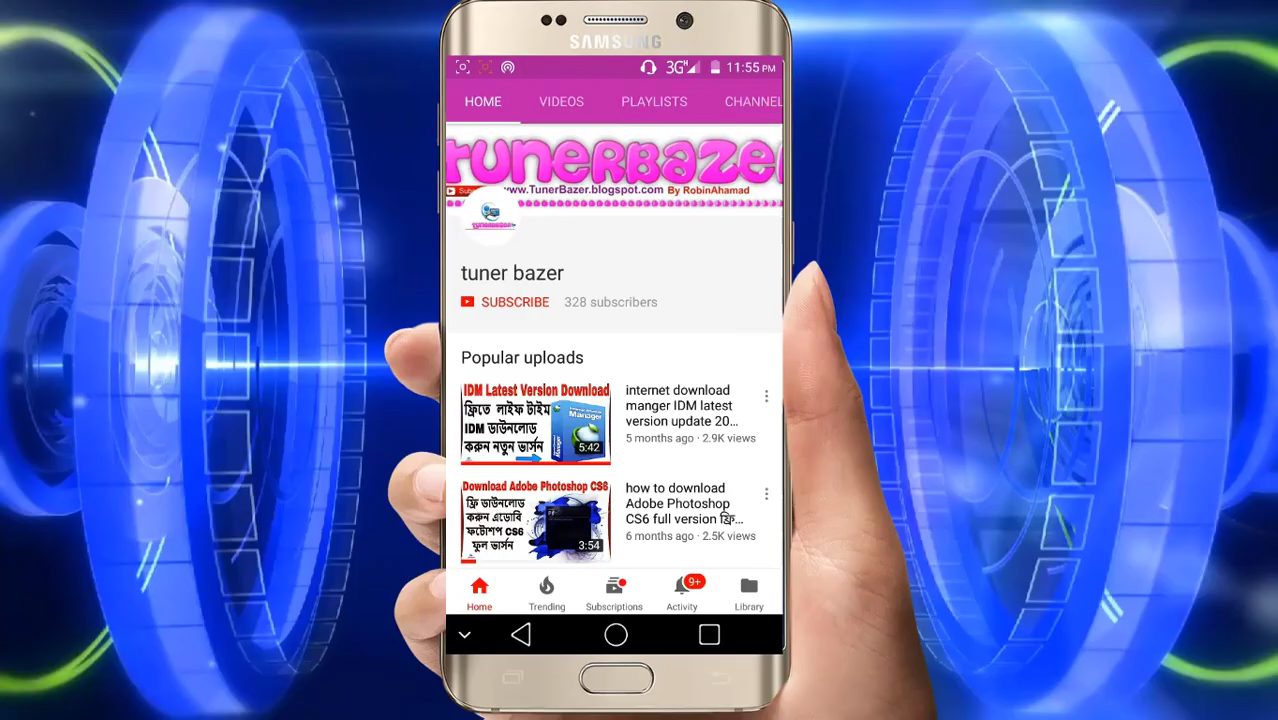 SAMSUNG
3G H 11:55 PM
HOME VIDEOS PLAYLISTS CHANNEL
TUNERBAZER
www.TunerBazer.blogspot.com By RobinAhamad
tunerbazer
tuner bazer
SUBSCRIBE 328 subscribers
Popular uploads
IDM Latest Version Download
ফ্রিতে লাইফ টাইম
IDM ডাউনলোড
করুন নতুন ভার্সন
Manager
5:42
internet download
manger IDM latest
version update 20...
5 months ago · 2.9K views
Download Adobe Photoshop CS6
ফ্রি ডাউনলোড
করুন এডোবি
ফটোশপ CS6
ফুল ভার্সন
3:54
how to download
Adobe Photoshop
CS6 full version ফ্রি...
6 months ago · 2.5K views
9+
Home Trending Subscriptions Activity Library